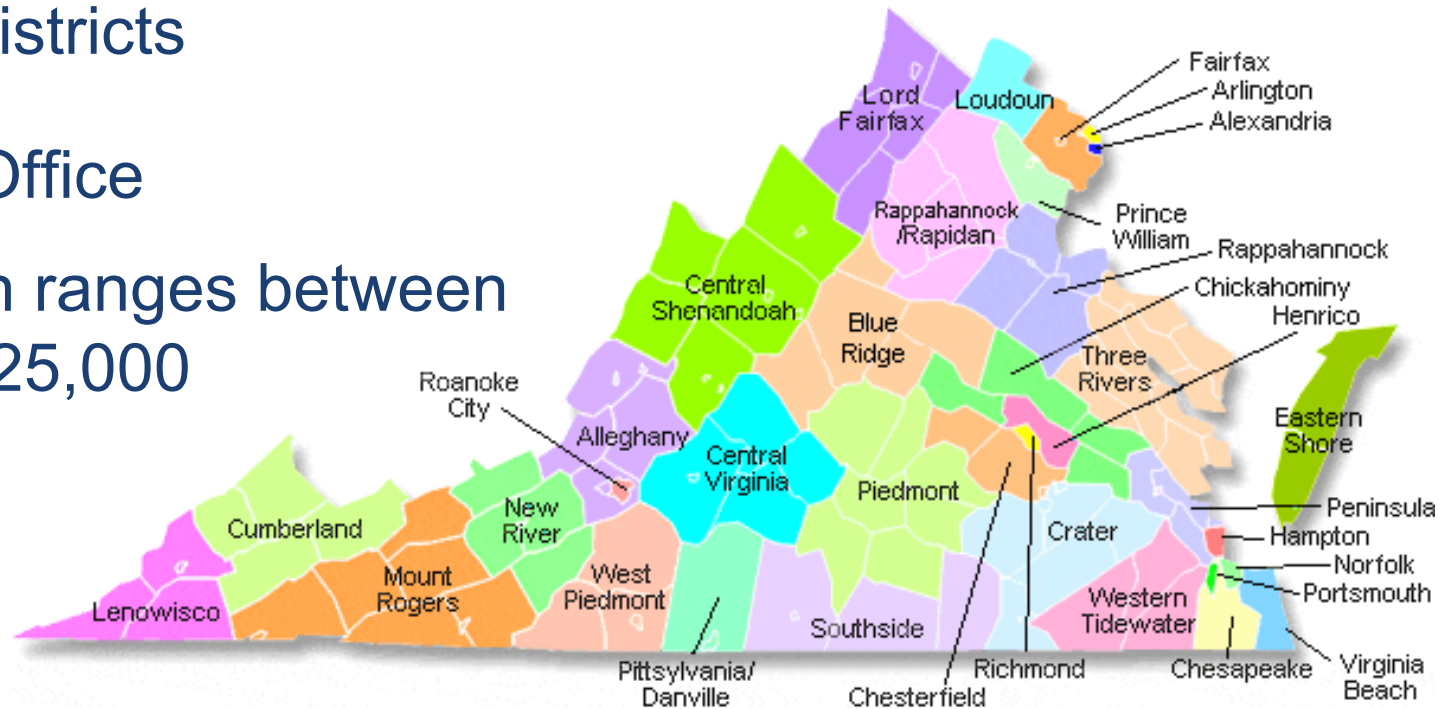 istricts
Office
n ranges between
25,000
Fairfax
Arlington
Alexandria
Lord
Fairfax
Loudoun
Rappahannock
/Rapidan
Prince
William
Rappahannock
Chickahominy
Henrico
Central
Shenandoah
Blue
Ridge
Three
Rivers
Roanoke
City
Alleghany
Central
Virginia
Piedmont
Eastern
Shore
Cumberland
New
River
Crater
Peninsula
Hampton
Norfolk
Portsmouth
Lenowisco
Mount
Rogers
West
Piedmont
Southside
Western
Tidewater
Pittsylvania/
Danville
Chesterfield
Richmond
Chesapeake
Virginia
Beach